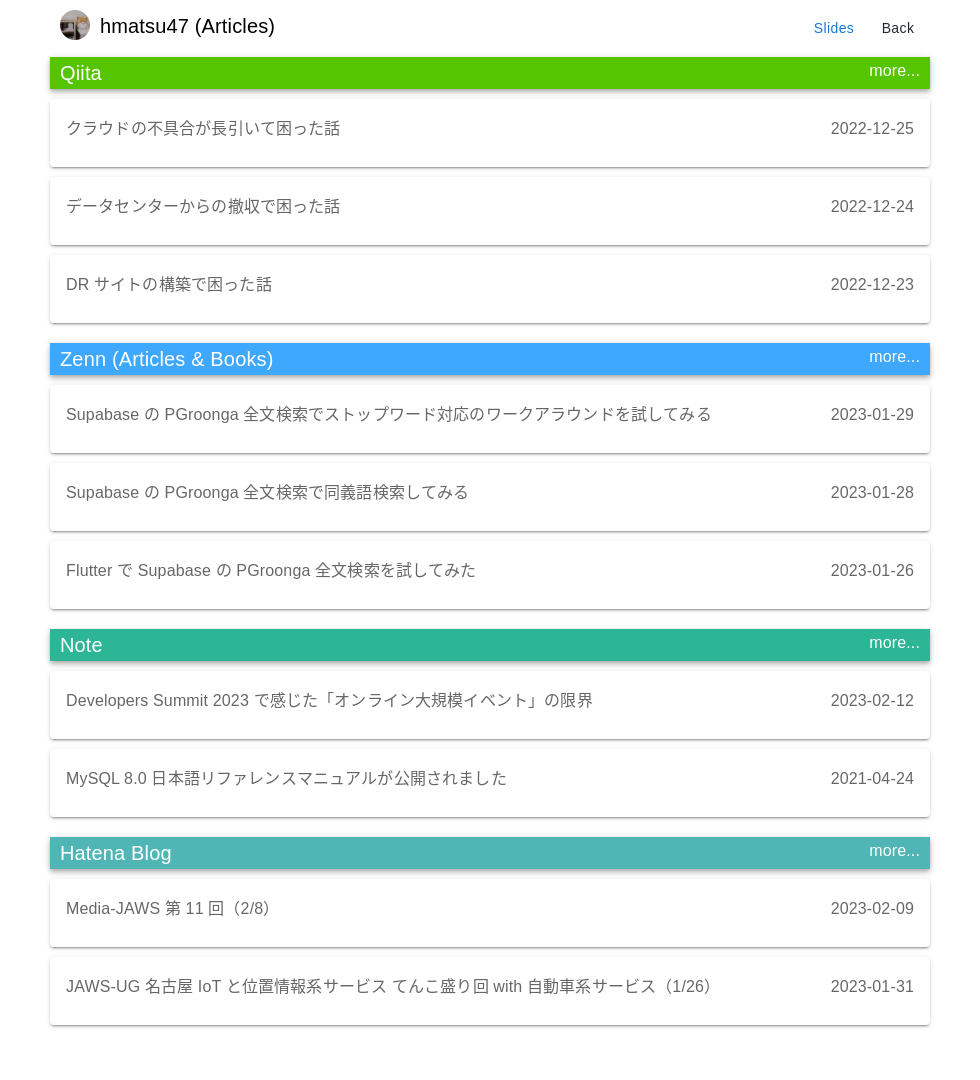 hmatsu47 (Articles)
Slides
Back
Qiita
more...
クラウドの不具合が長引いて困った話
2022-12-25
データセンターからの撤収で困った話
2022-12-24
DR サイトの構築で困った話
2022-12-23
Zenn (Articles & Books)
more...
Supabase の PGroonga 全文検索でストップワード対応のワークアラウンドを試してみる
2023-01-29
Supabase の PGroonga 全文検索で同義語検索してみる
2023-01-28
Flutter で Supabase の PGroonga 全文検索を試してみた
2023-01-26
Note
more...
Developers Summit 2023 で感じた「オンライン大規模イベント」の限界
2023-02-12
MySQL 8.0 日本語リファレンスマニュアルが公開されました
2021-04-24
Hatena Blog
more...
Media-JAWS 第 11 回（2/8）
2023-02-09
JAWS-UG 名古屋 IoT と位置情報系サービス てんこ盛り回 with 自動車系サービス（1/26）
2023-01-31